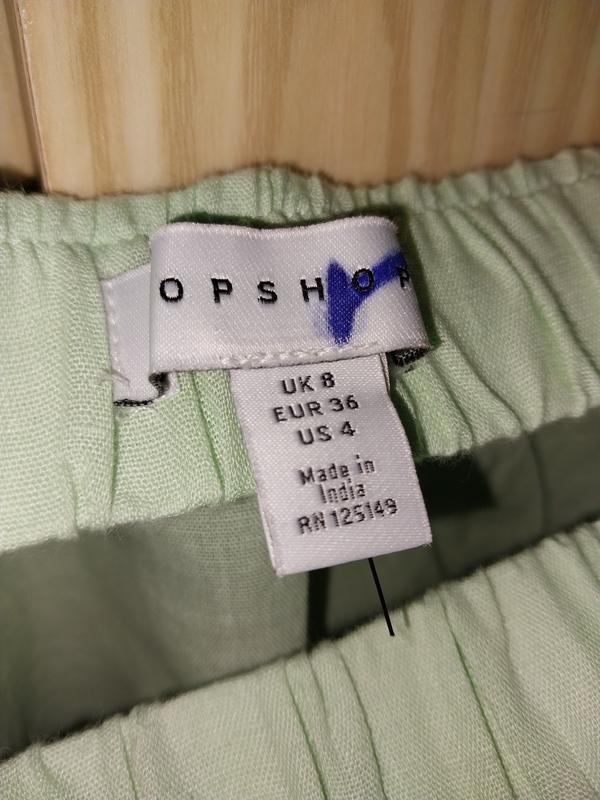 OPSHOP
UK 8
EUR 36
US 4
Made in
India
RN 125149